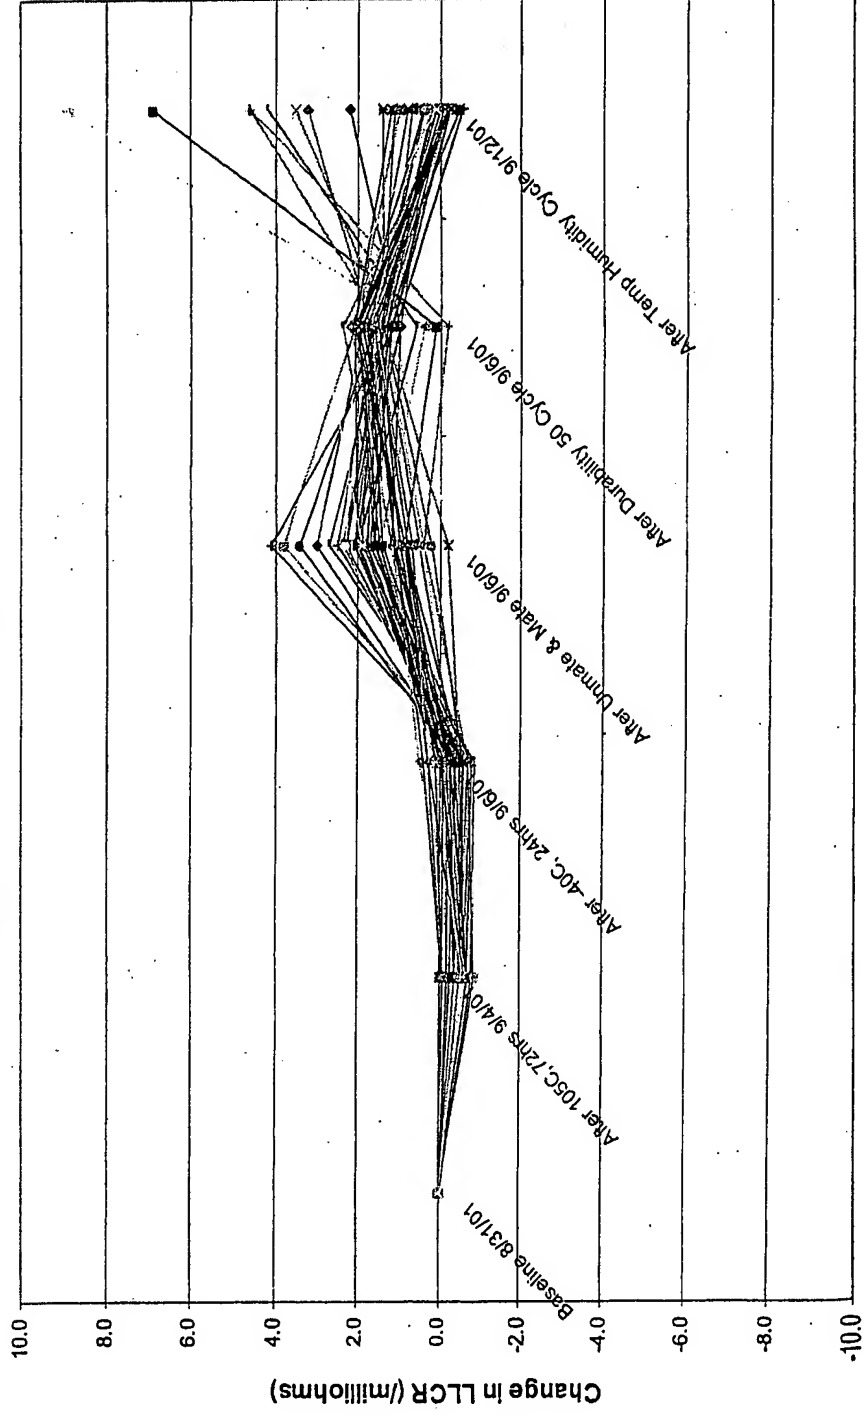 Change in LLCR (/milliohms)
10.0
8.0
6.0
4.0
2.0
0.0
-2.0
-4.0
-6.0
-8.0
-10.0
Baseline 8/31/01
After 105C,72hrs 9/4/0
After -40C, 24hrs 9/6/0
After Unmate & Mate 9/6/01
After Durability 50 Cycle 9/6/01
After Temp Humidity Cycle 9/12/01